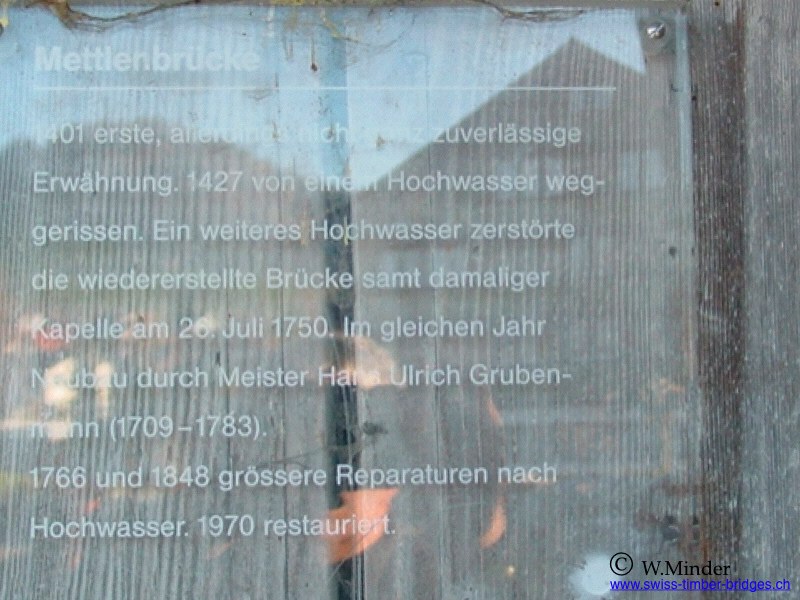 Mettlenbrücke
1401 erste, allerdings nicht ganz zuverlässige
Erwähnung. 1427 von einem Hochwasser weg-
gerissen. Ein weiteres Hochwasser zerstörte
die wiedererstellte Brücke samt damaliger
Kapelle am 26. Juli 1750. Im gleichen Jahr
Neubau durch Meister Hans Ulrich Gruben-
mann (1709–1783).
1766 und 1848 grössere Reparaturen nach
Hochwasser. 1970 restauriert.
© W.Minder
www.swiss-timber-bridges.ch